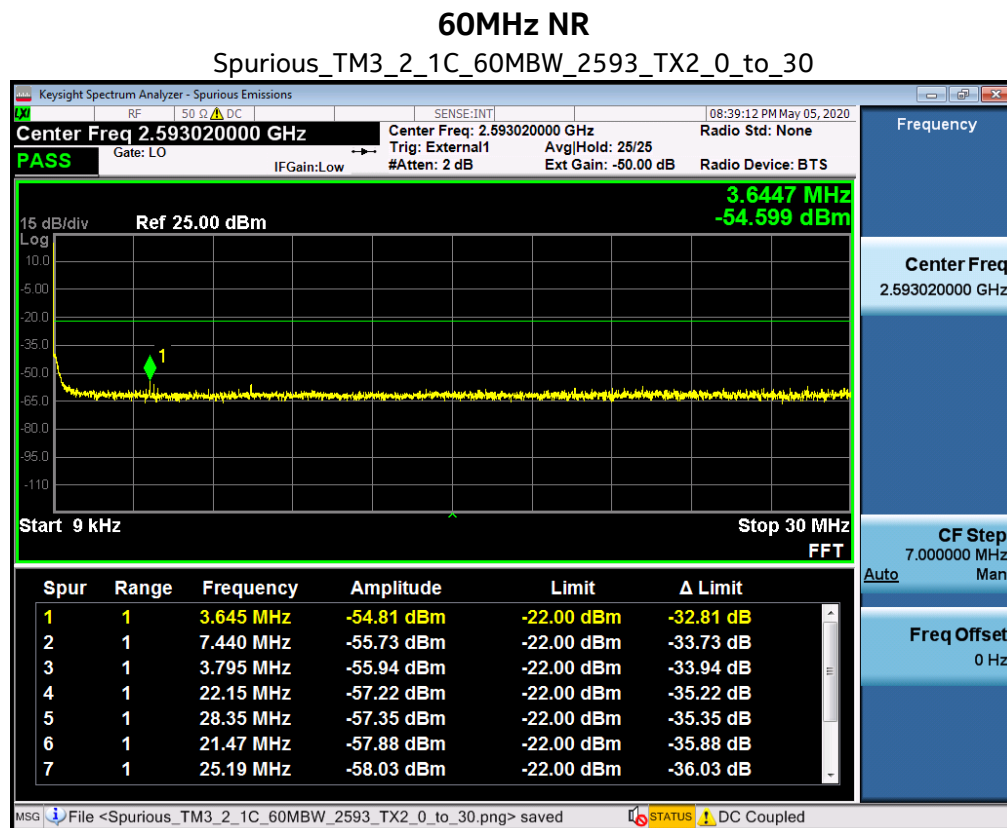 60MHz NR
Spurious_TM3_2_1C_60MBW_2593_TX2_0_to_30
Keysight Spectrum Analyzer - Spurious Emissions
LXI RF 50 Ω DC SENSE:INT 08:39:12 PM May 05, 2020
Center Freq 2.593020000 GHz Center Freq: 2.593020000 GHz Radio Std: None
PASS Gate: LO IFGain:Low Trig: External1 Avg|Hold: 25/25
#Atten: 2 dB Ext Gain: -50.00 dB Radio Device: BTS
Frequency
3.6447 MHz
-54.599 dBm
15 dB/div Ref 25.00 dBm
Log
10.0
-5.00
-20.0
-35.0
-50.0
-65.0
-80.0
-95.0
-110
1
Start 9 kHz Stop 30 MHz
FFT
Center Freq
2.593020000 GHz
CF Step
7.000000 MHz
Auto Man
Freq Offset
0 Hz
Spur Range Frequency Amplitude Limit Δ Limit
1 1 3.645 MHz -54.81 dBm -22.00 dBm -32.81 dB
2 1 7.440 MHz -55.73 dBm -22.00 dBm -33.73 dB
3 1 3.795 MHz -55.94 dBm -22.00 dBm -33.94 dB
4 1 22.15 MHz -57.22 dBm -22.00 dBm -35.22 dB
5 1 28.35 MHz -57.35 dBm -22.00 dBm -35.35 dB
6 1 21.47 MHz -57.88 dBm -22.00 dBm -35.88 dB
7 1 25.19 MHz -58.03 dBm -22.00 dBm -36.03 dB
MSG File <Spurious_TM3_2_1C_60MBW_2593_TX2_0_to_30.png> saved STATUS DC Coupled